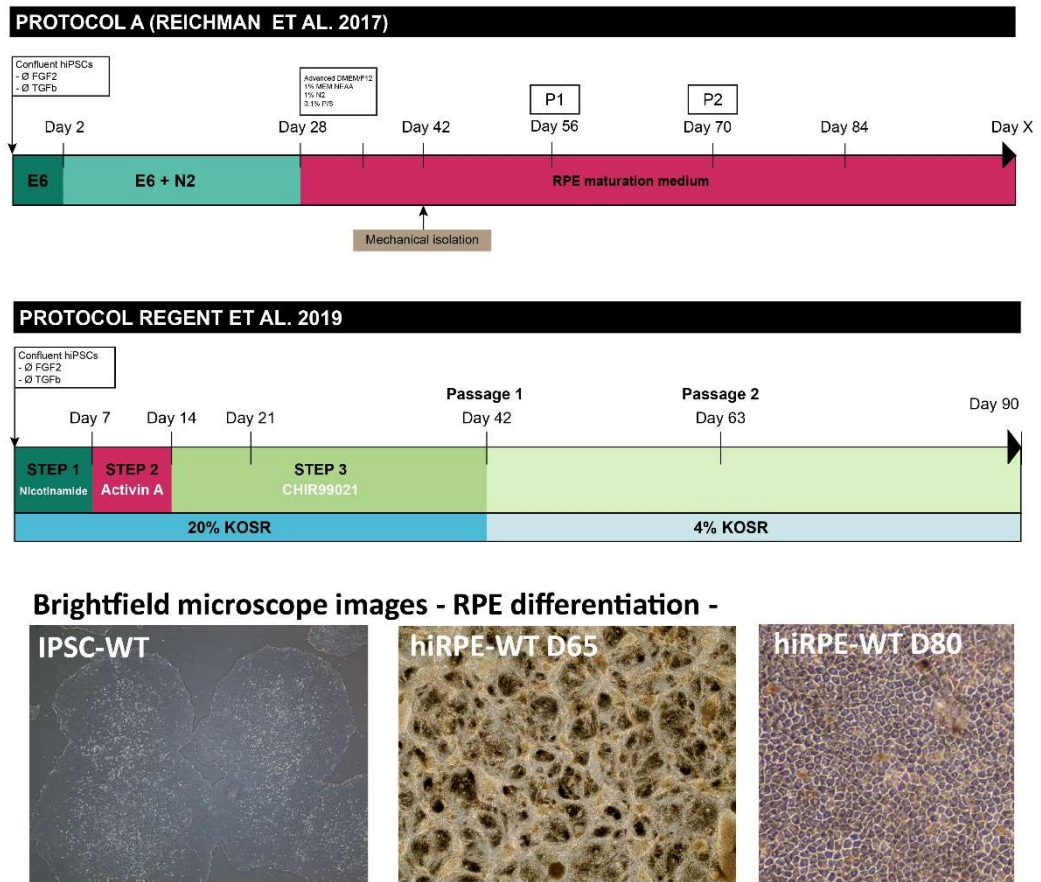 PROTOCOL A (REICHMAN ET AL. 2017)
Confluent hiPSCs
- Ø FGF2
- Ø TGFb
Advanced DMEM/F12
1% MEM NEAA
1% N2
0.1% P/S
P1
P2
Day 2
Day 28
Day 42
Day 56
Day 70
Day 84
Day X
E6
E6 + N2
RPE maturation medium
Mechanical isolation
PROTOCOL REGENT ET AL. 2019
Confluent hiPSCs
- Ø FGF2
- Ø TGFb
Passage 1
Passage 2
Day 7
Day 14
Day 21
Day 42
Day 63
Day 90
STEP 1
Nicotinamide
STEP 2
Activin A
STEP 3
CHIR99021
20% KOSR
4% KOSR
Brightfield microscope images - RPE differentiation -
IPSC-WT
hiRPE-WT D65
hiRPE-WT D80